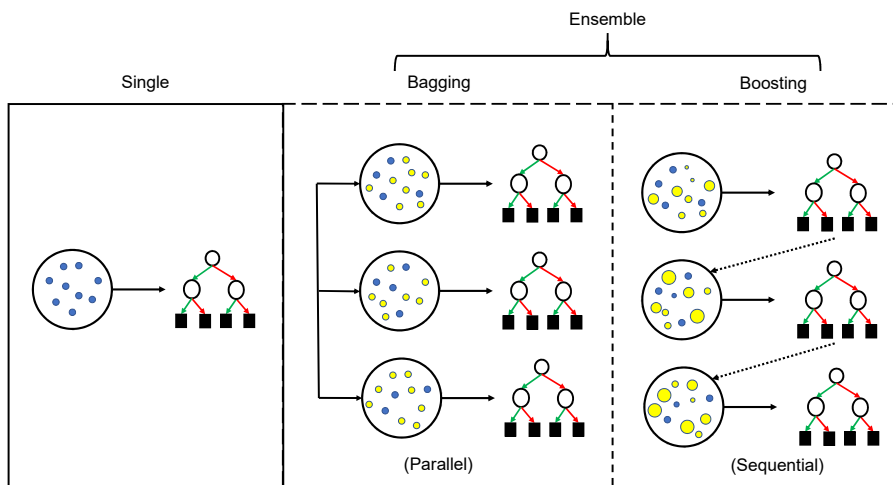 Ensemble
Single
Bagging
Boosting
(Parallel)
(Sequential)